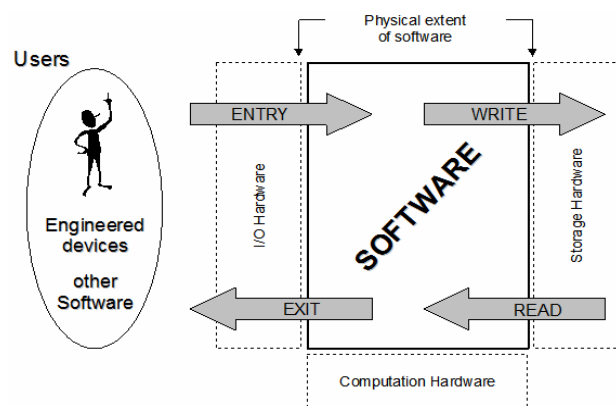 Physical extent
of software
Users
ENTRY
WRITE
I/O Hardware
SOFTWARE
Storage Hardware
Engineered
devices
other
Software
EXIT
READ
Computation Hardware